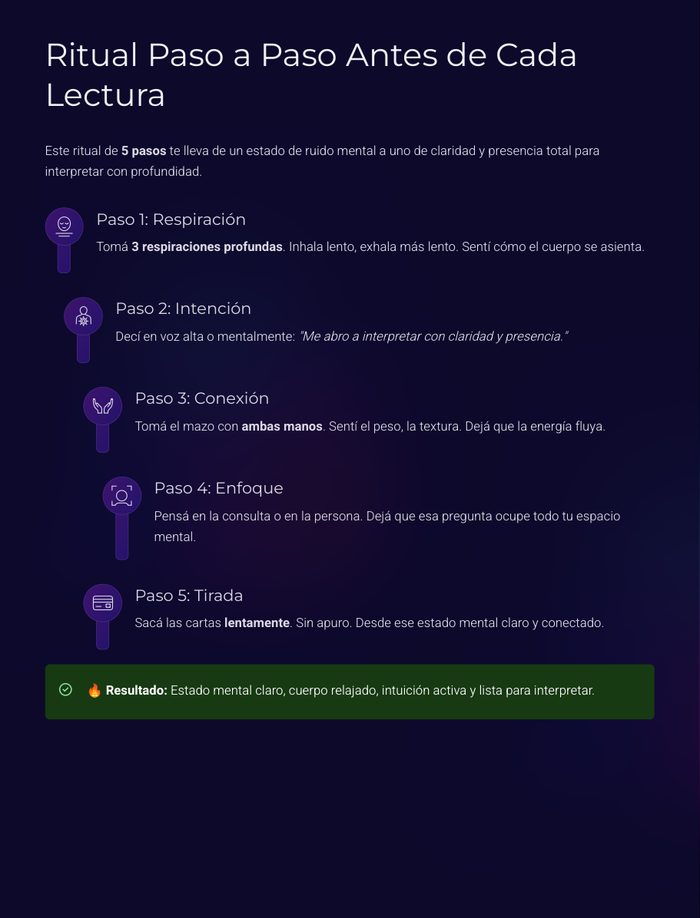 Ritual Paso a Paso Antes de Cada
Lectura
Este ritual de 5 pasos te lleva de un estado de ruido mental a uno de claridad y presencia total para
interpretar con profundidad.
Paso 1: Respiración
Tomá 3 respiraciones profundas. Inhala lento, exhala más lento. Sentí cómo el cuerpo se asienta.
Paso 2: Intención
Decí en voz alta o mentalmente: "Me abro a interpretar con claridad y presencia."
Paso 3: Conexión
Tomá el mazo con ambas manos. Sentí el peso, la textura. Dejá que la energía fluya.
Paso 4: Enfoque
Pensá en la consulta o en la persona. Dejá que esa pregunta ocupe todo tu espacio
mental.
Paso 5: Tirada
Sacá las cartas lentamente. Sin apuro. Desde ese estado mental claro y conectado.
🔥 Resultado: Estado mental claro, cuerpo relajado, intuición activa y lista para interpretar.